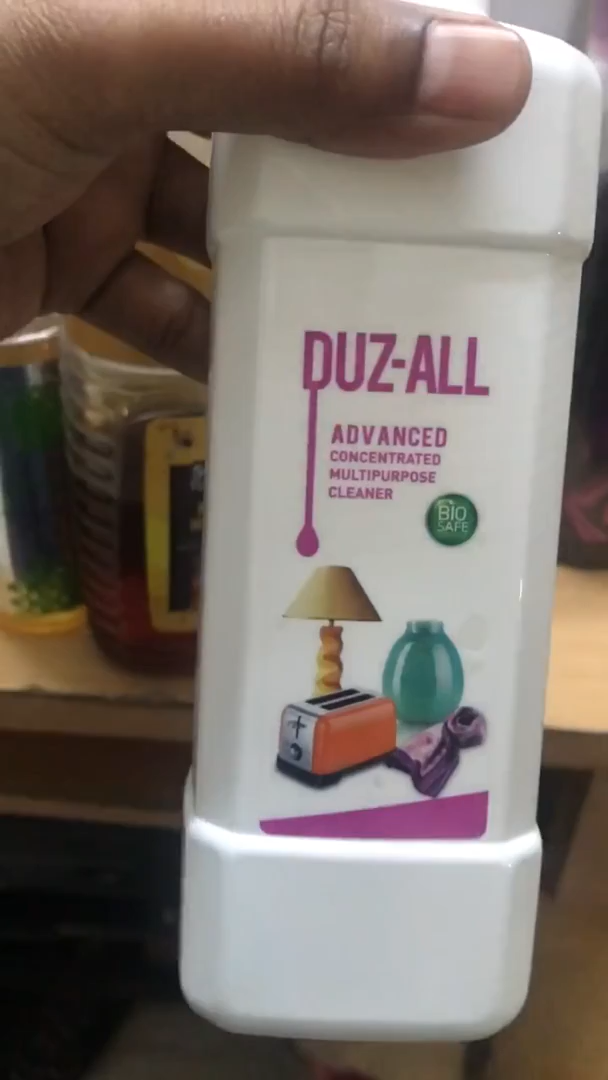 DUZ-ALL
ADVANCED
CONCENTRATED
MULTIPURPOSE
CLEANER
BIO
SAFE